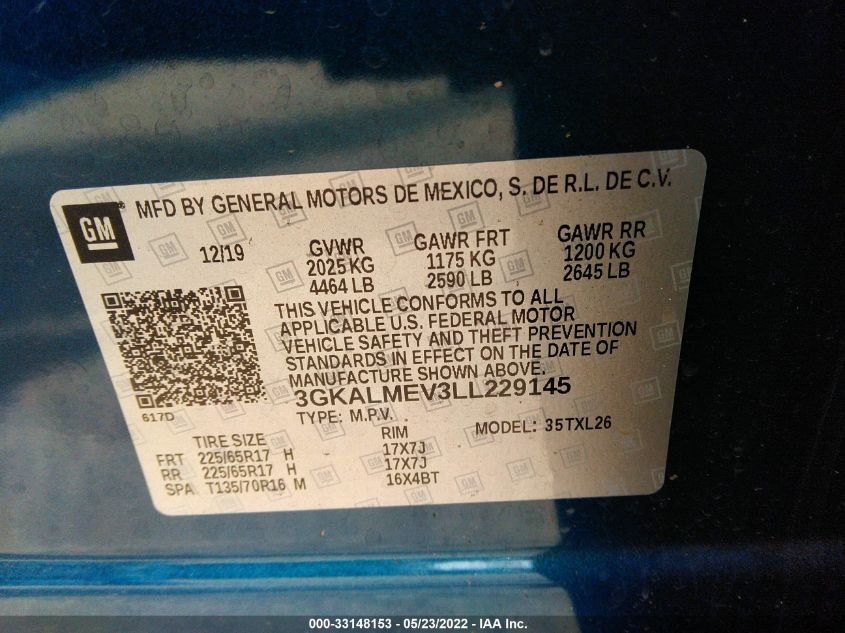 GM
MFD BY GENERAL MOTORS DE MEXICO, S. DE R.L. DE C.V.
12/19 GVWR GAWR FRT GAWR RR
2025 KG 1175 KG 1200 KG
4464 LB 2590 LB 2645 LB
THIS VEHICLE CONFORMS TO ALL
APPLICABLE U.S. FEDERAL MOTOR
VEHICLE SAFETY AND THEFT PREVENTION
STANDARDS IN EFFECT ON THE DATE OF
MANUFACTURE SHOWN ABOVE.
3GKALMEV3LL229145
617D
TYPE: M.P.V. MODEL: 35TXL26
TIRE SIZE RIM
FRT 225/65R17 H 17X7J
RR 225/65R17 H 17X7J
SPA T135/70R16 M 16X4BT
000-33148153 — 05/23/2022 — IAA Inc.